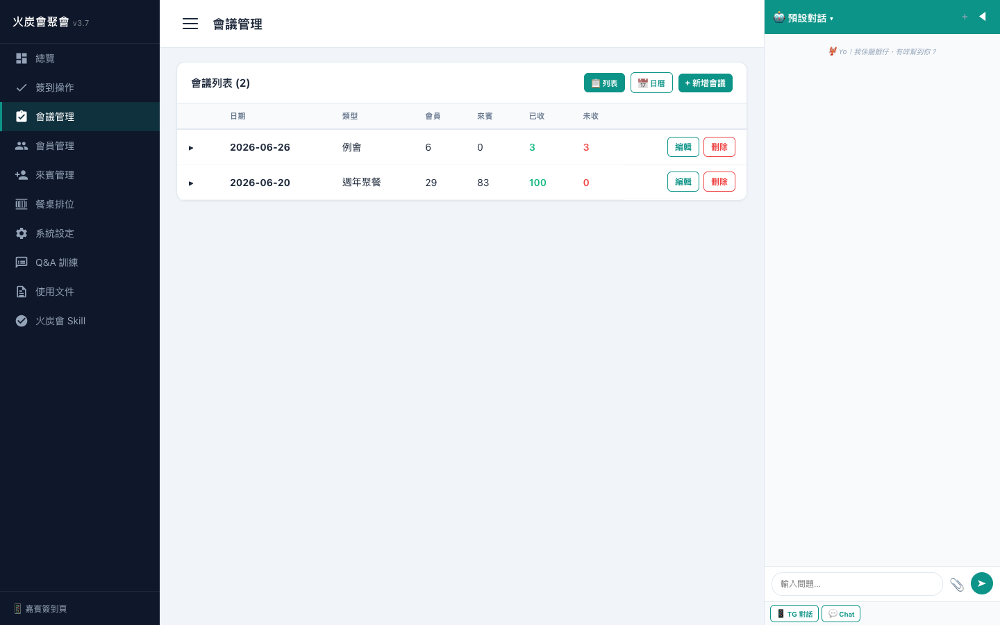 火炭會聚會 v3.7
總覽
簽到操作
會議管理
會員管理
來賓管理
餐桌排位
系統設定
Q&A 訓練
使用文件
火炭會 Skill
嘉賓簽到頁
會議管理
會議列表 (2)
列表
日曆
+ 新增會議
日期 類型 會員 來賓 已收 未收
▸ 2026-06-26 例會 6 0 3 3 編輯 刪除
▸ 2026-06-20 週年聚餐 29 83 100 0 編輯 刪除
預設對話 ▾
+
Yo！我係龍蝦仔，有咩幫到你？
輸入問題...
TG 對話
Chat